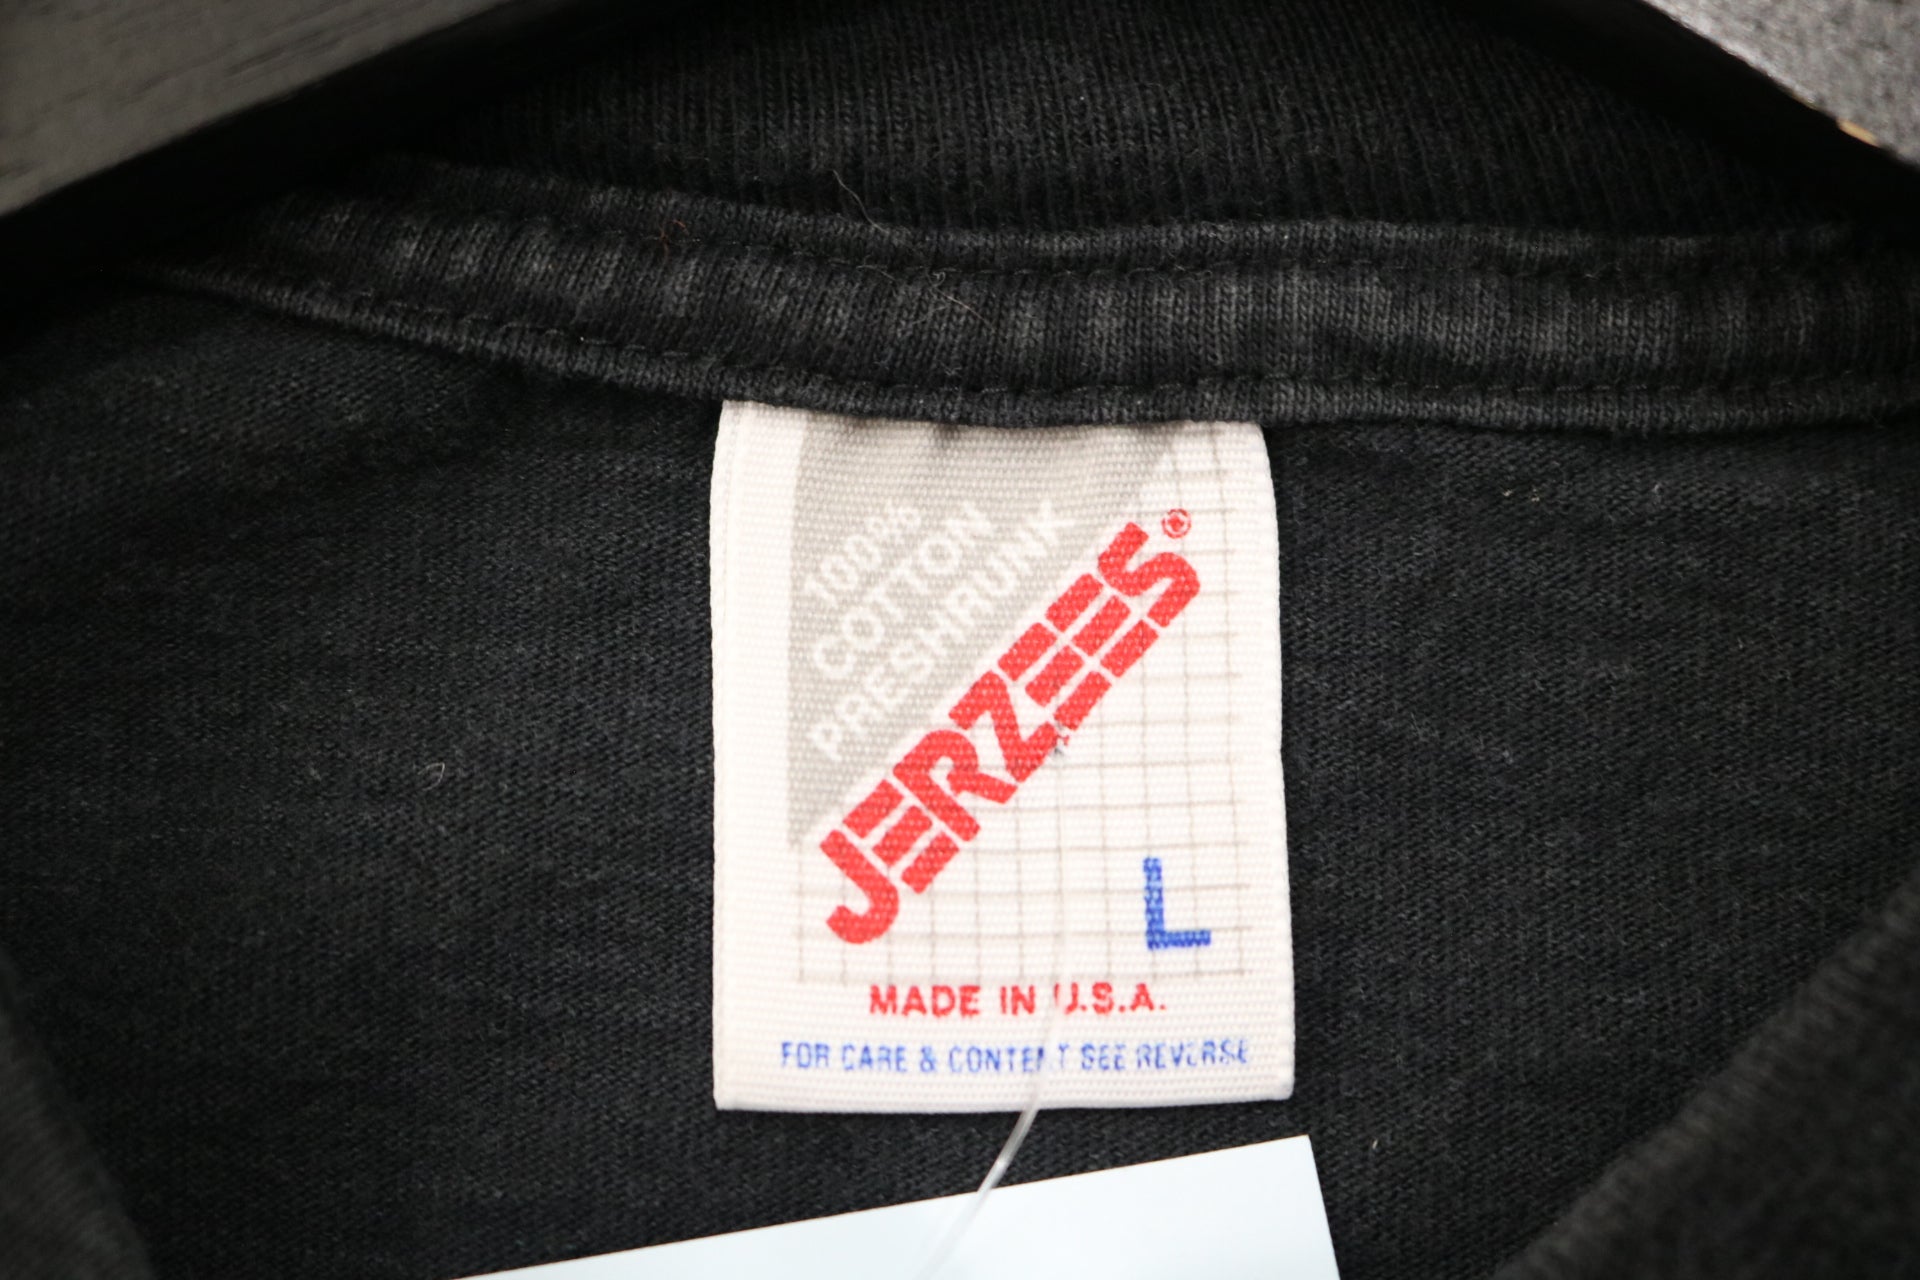 100%
COTTON
PRESHRUNK
JERZEES®
L
MADE IN U.S.A.
FOR CARE & CONTENT SEE REVERSE